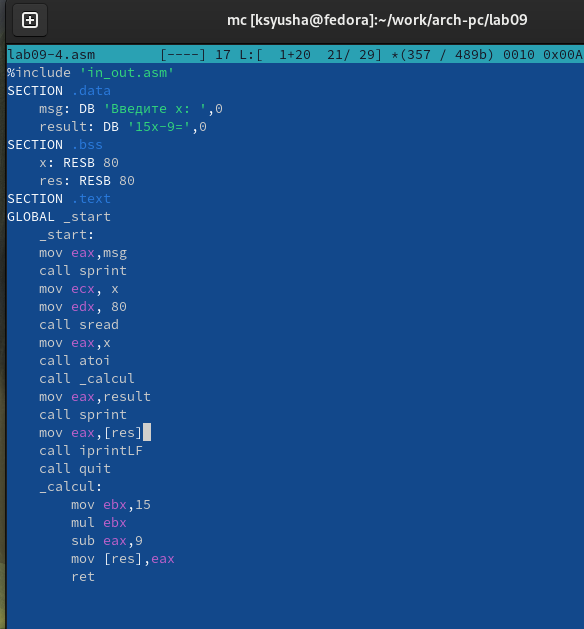 mc [ksyusha@fedora]:~/work/arch-pc/lab09
lab09-4.asm [----] 17 L:[ 1+20 21/ 29] *(357 / 489b) 0010 0x00A
%include 'in_out.asm'
SECTION .data
msg: DB 'Введите x: ',0
result: DB '15x-9=',0
SECTION .bss
x: RESB 80
res: RESB 80
SECTION .text
GLOBAL _start
_start:
mov eax,msg
call sprint
mov ecx, x
mov edx, 80
call sread
mov eax,x
call atoi
call _calcul
mov eax,result
call sprint
mov eax,[res]
call iprintLF
call quit
_calcul:
mov ebx,15
mul ebx
sub eax,9
mov [res],eax
ret